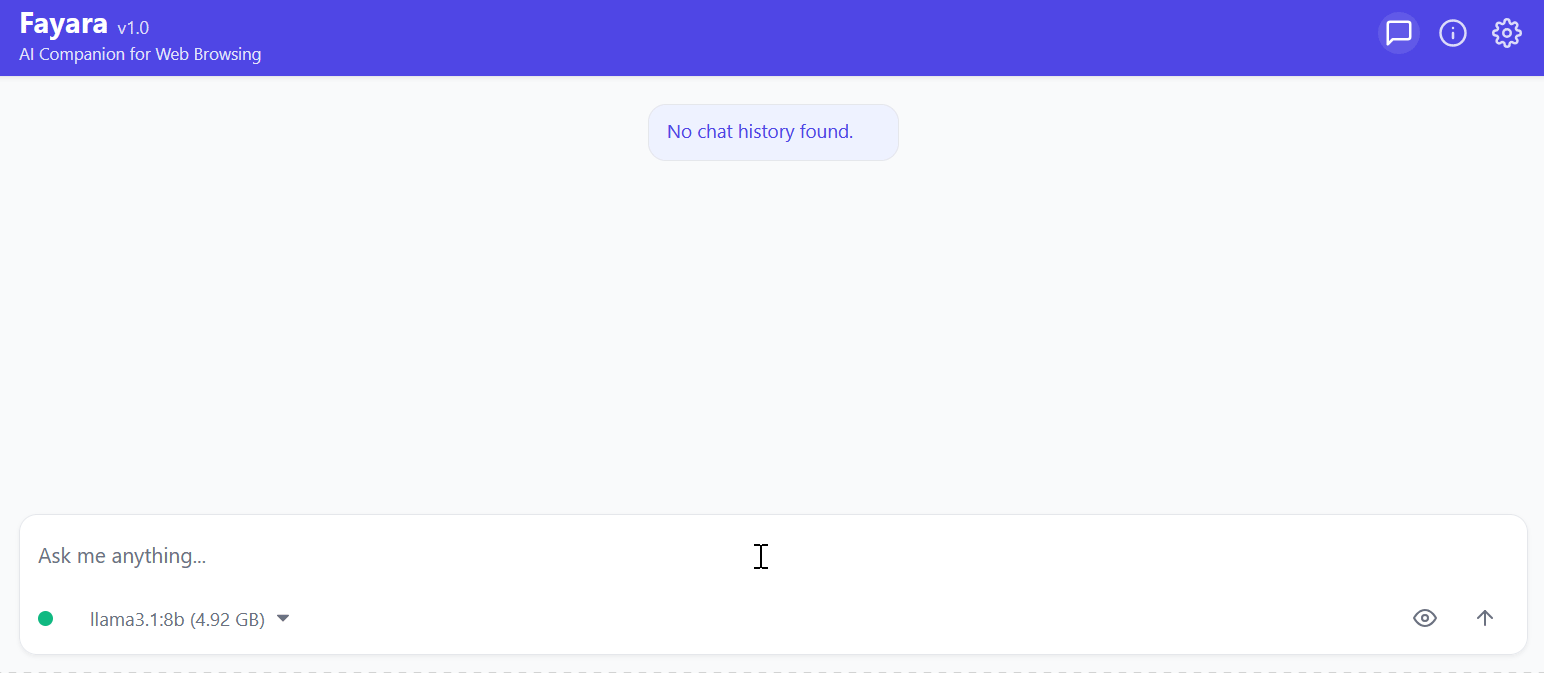 Fayara v1.0
AI Companion for Web Browsing
No chat history found.
Ask me anything...
llama3.1:8b (4.92 GB)